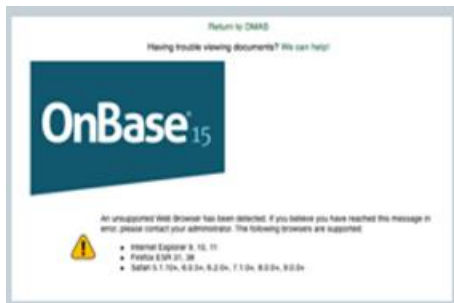 Return to DMAS
Having trouble viewing documents? We can help!
OnBase® 15
An unsupported Web Browser has been detected. If you believe you have reached this message in
error, please contact your administrator. The following browsers are supported:
• Internet Explorer 9, 10, 11
• Firefox ESR 31, 38
• Safari 5.1.10+, 6.0.5+, 6.2.0+, 7.1.0+, 8.0.0+, 9.0.0+